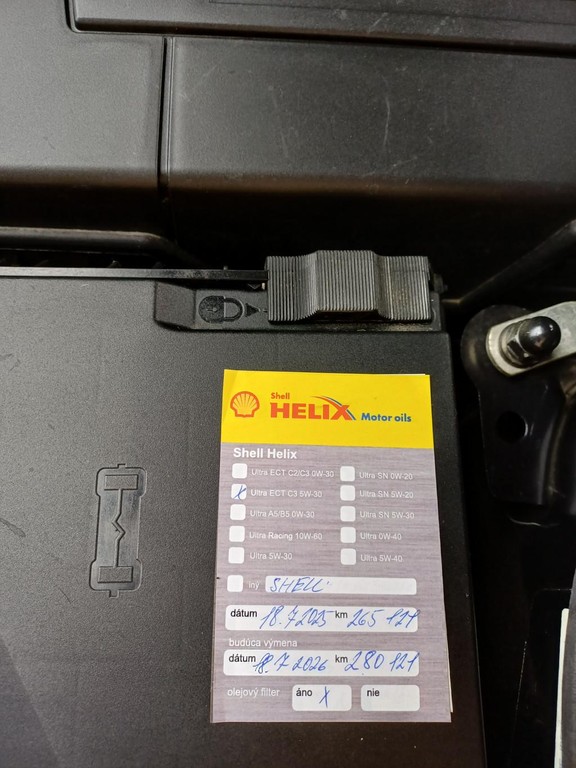 Shell
HELIX Motor oils
Shell Helix
Ultra ECT C2/C3 0W-30 Ultra SN 0W-20
X Ultra ECT C3 5W-30 Ultra SN 5W-20
Ultra A5/B5 0W-30 Ultra SN 5W-30
Ultra Racing 10W-60 Ultra 0W-40
Ultra 5W-30 Ultra 5W-40
iný SHELL
dátum 18.7 2025 km 265 121
budúca výmena
dátum 18.7 2026 km 280 121
olejový filter áno X nie